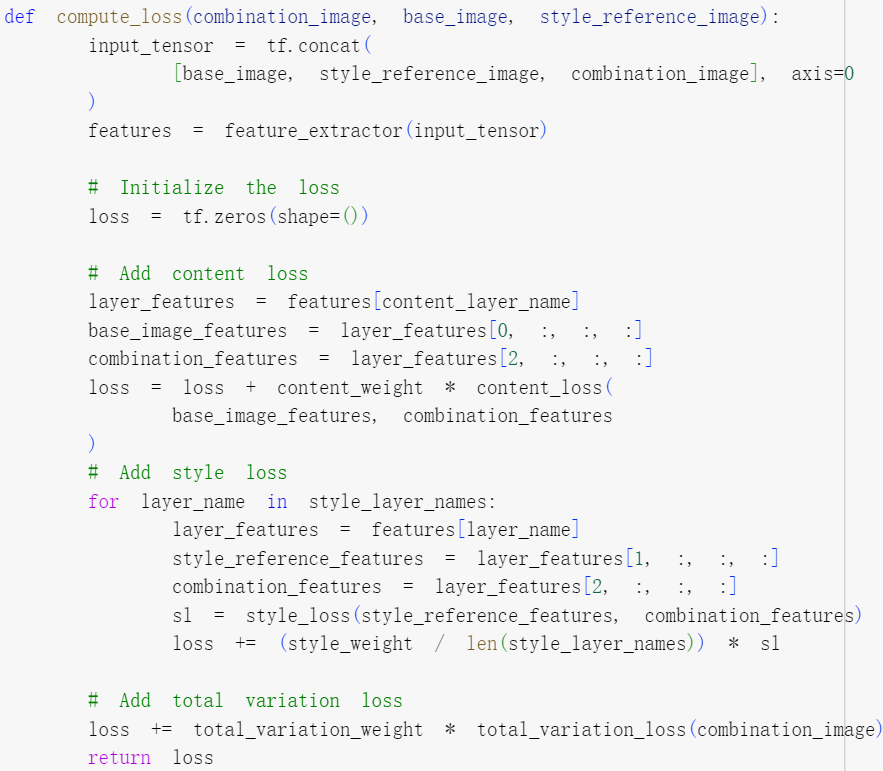 def compute_loss(combination_image, base_image, style_reference_image):
    input_tensor = tf.concat(
        [base_image, style_reference_image, combination_image], axis=0
    )
    features = feature_extractor(input_tensor)

    # Initialize the loss
    loss = tf.zeros(shape=())

    # Add content loss
    layer_features = features[content_layer_name]
    base_image_features = layer_features[0, :, :, :]
    combination_features = layer_features[2, :, :, :]
    loss = loss + content_weight * content_loss(
        base_image_features, combination_features
    )
    # Add style loss
    for layer_name in style_layer_names:
        layer_features = features[layer_name]
        style_reference_features = layer_features[1, :, :, :]
        combination_features = layer_features[2, :, :, :]
        sl = style_loss(style_reference_features, combination_features)
        loss += (style_weight / len(style_layer_names)) * sl

    # Add total variation loss
    loss += total_variation_weight * total_variation_loss(combination_image)
    return loss